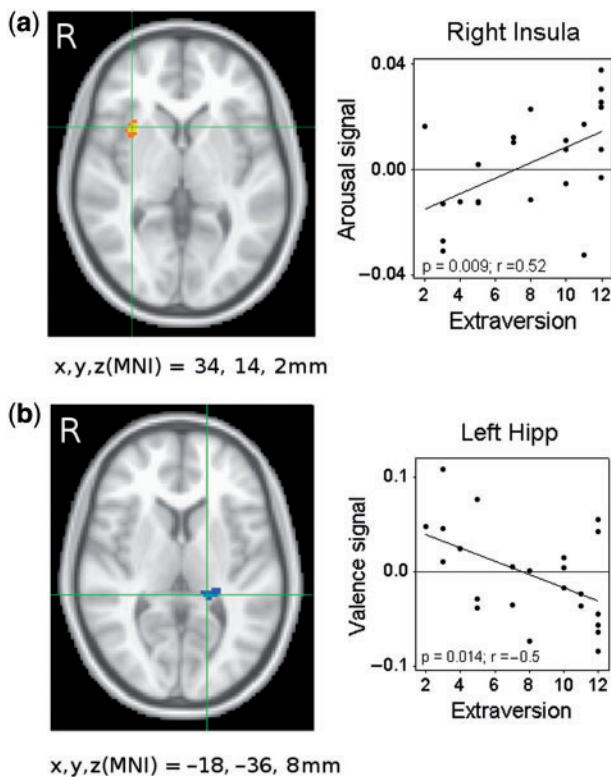 (a)
R
x,y,z(MNI) = 34, 14, 2mm
Right Insula
Arousal signal
0.04
0.00
−0.04
p = 0.009; r =0.52
2 4 6 8 10 12
Extraversion
(b)
R
x,y,z(MNI) = −18, −36, 8mm
Left Hipp
Valence signal
0.1
0.0
−0.1
p = 0.014; r =−0.5
2 4 6 8 10 12
Extraversion